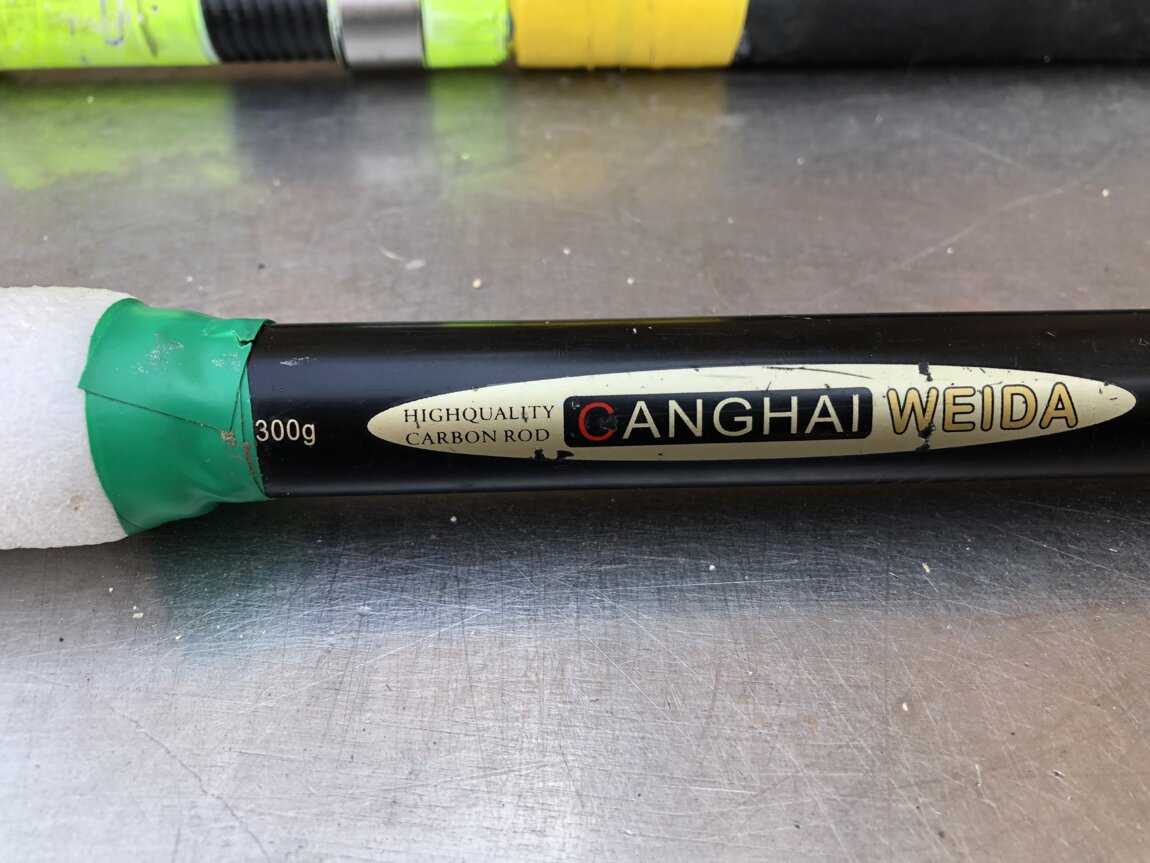 300g
HIGHQUALITY
CARBON ROD
CANGHAI WEIDA